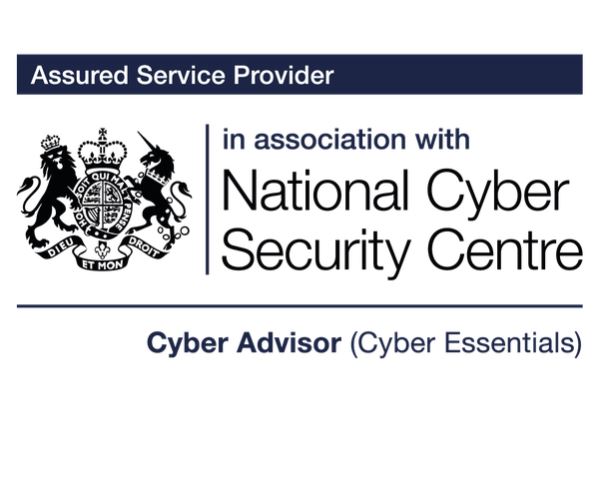 Assured Service Provider
in association with
National Cyber
Security Centre
DIEU ET MON DROIT
Cyber Advisor (Cyber Essentials)